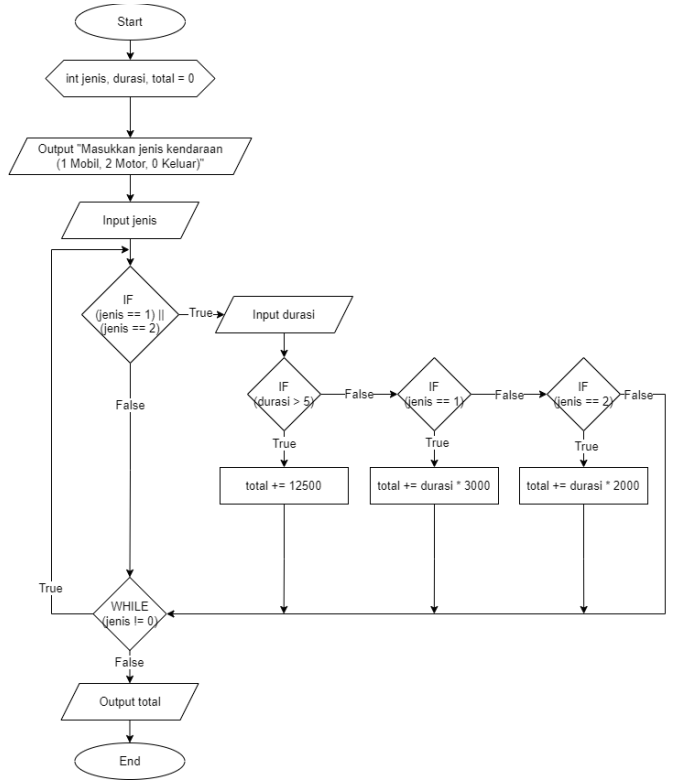 Start
int jenis, durasi, total = 0
Output "Masukkan jenis kendaraan
(1 Mobil, 2 Motor, 0 Keluar)"
Input jenis
IF
(jenis == 1) ||
(jenis == 2)
True
Input durasi
False
IF
(durasi > 5)
False
IF
(jenis == 1)
False
IF
(jenis == 2)
False
True
True
True
total += 12500
total += durasi * 3000
total += durasi * 2000
True
WHILE
(jenis != 0)
False
Output total
End